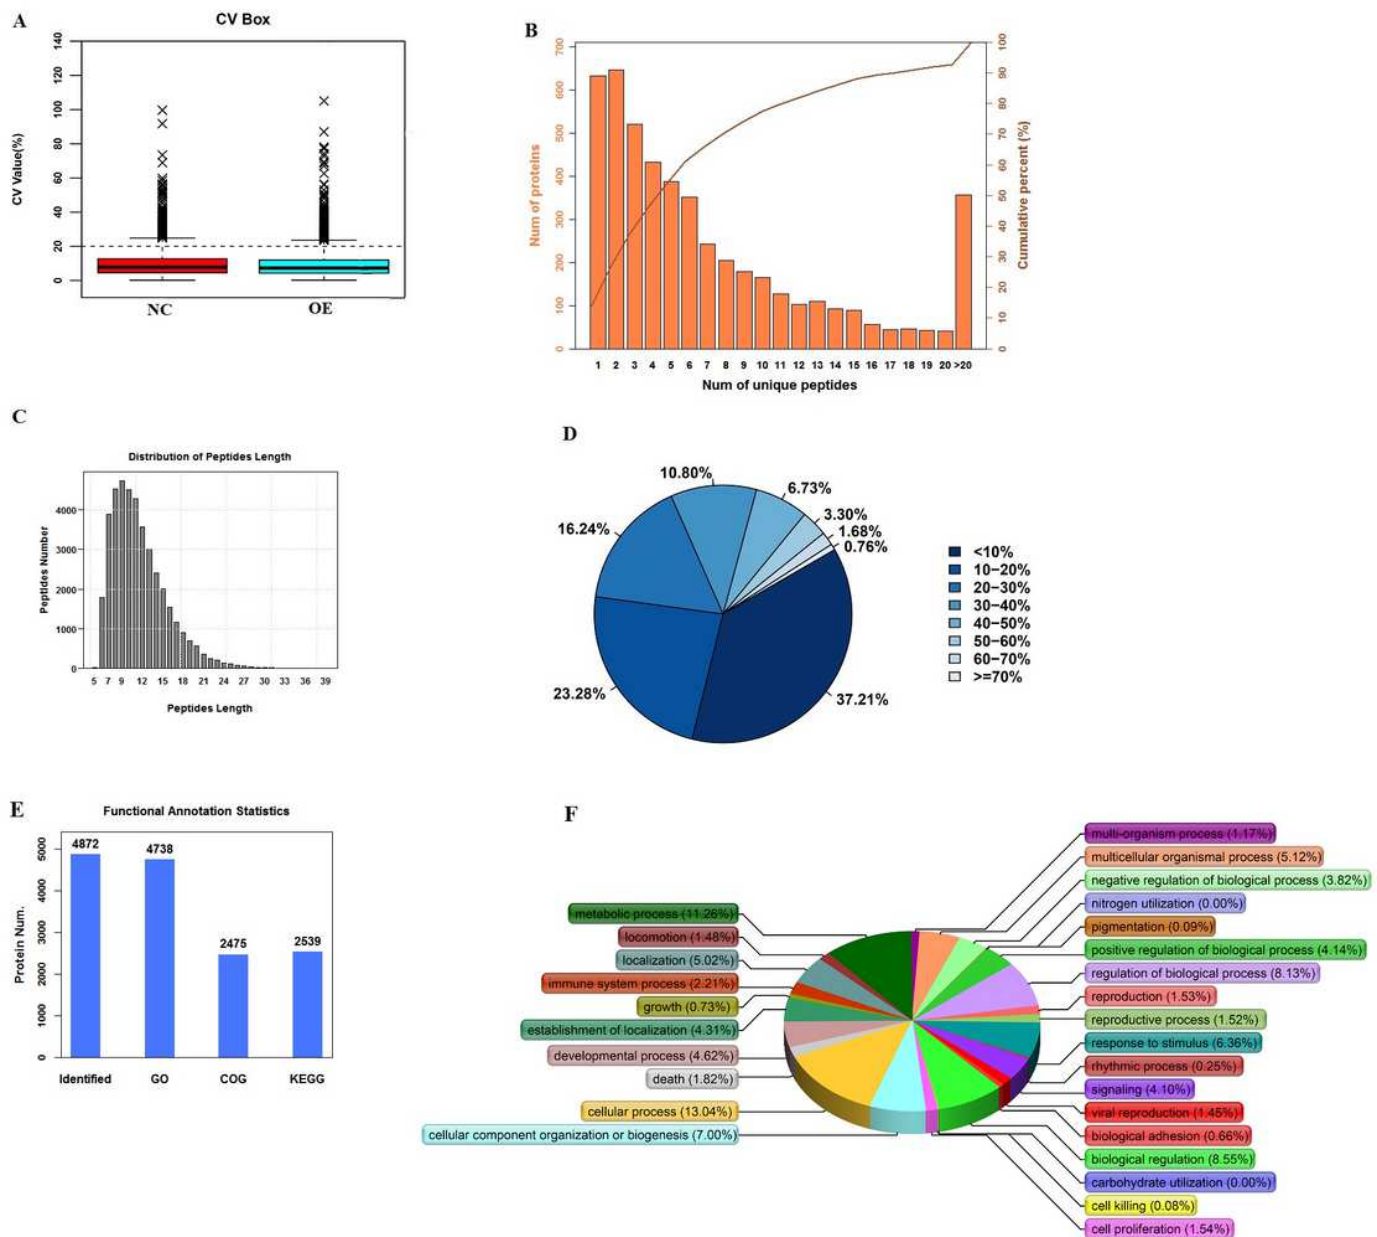 A
CV Box
CV Value(%)
140
120
100
80
60
40
20
0
NC
OE
B
Num of proteins
700
600
500
400
300
200
100
0
Cumulative percent (%)
100
90
80
70
60
50
40
30
20
10
0
1 2 3 4 5 6 7 8 9 10 11 12 13 14 15 16 17 18 19 20 >20
Num of unique peptides
C
Distribution of Peptides Length
Peptides Number
4000
3000
2000
1000
0
5 7 9 12 15 18 21 24 27 30 33 36 39
Peptides Length
D
10.80%
6.73%
3.30%
1.68%
0.76%
16.24%
23.28%
37.21%
<10%
10-20%
20-30%
30-40%
40-50%
50-60%
60-70%
>=70%
E
Functional Annotation Statistics
Protein Num.
5000
4000
3000
2000
1000
0
4872
4738
2475
2539
Identified GO COG KEGG
F
metabolic process (11.26%)
locomotion (1.48%)
localization (5.02%)
immune system process (2.21%)
growth (0.73%)
establishment of localization (4.31%)
developmental process (4.62%)
death (1.82%)
cellular process (13.04%)
cellular component organization or biogenesis (7.00%)
multi-organism process (1.17%)
multicellular organismal process (5.12%)
negative regulation of biological process (3.82%)
nitrogen utilization (0.00%)
pigmentation (0.09%)
positive regulation of biological process (4.14%)
regulation of biological process (8.13%)
reproduction (1.53%)
reproductive process (1.52%)
response to stimulus (6.36%)
rhythmic process (0.25%)
signaling (4.10%)
viral reproduction (1.45%)
biological adhesion (0.66%)
biological regulation (8.55%)
carbohydrate utilization (0.00%)
cell killing (0.08%)
cell proliferation (1.54%)